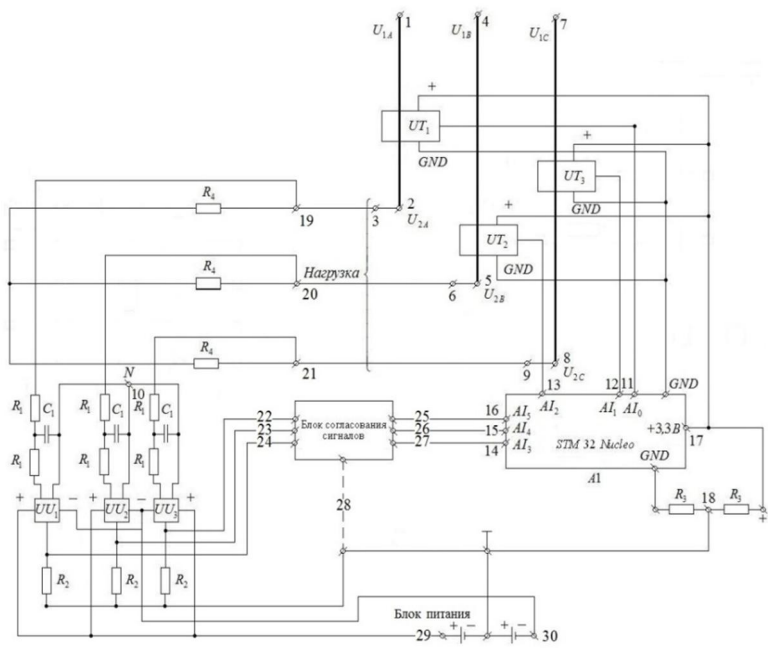 1
4
7
U1A
U1B
U1C
+
UT1
+
GND
UT3
R4
+
GND
19
3
2
U2A
UT2
R4
Нагрузка
GND
20
6
5
U2B
R4
21
9
8
U2C
N
10
13
12
11
GND
R1
C1
R1
C1
R1
C1
22
23
24
Блок согласования
сигналов
25
26
27
16
15
14
AI5
AI4
AI3
AI2
AI1
AI0
+3,3В
17
STM 32 Nucleo
GND
A1
R1
R1
R1
+
UU1
−
UU2
−
UU3
+
28
R3
18
R3
+
R2
R2
R2
Блок питания
29
+
−
+
−
30